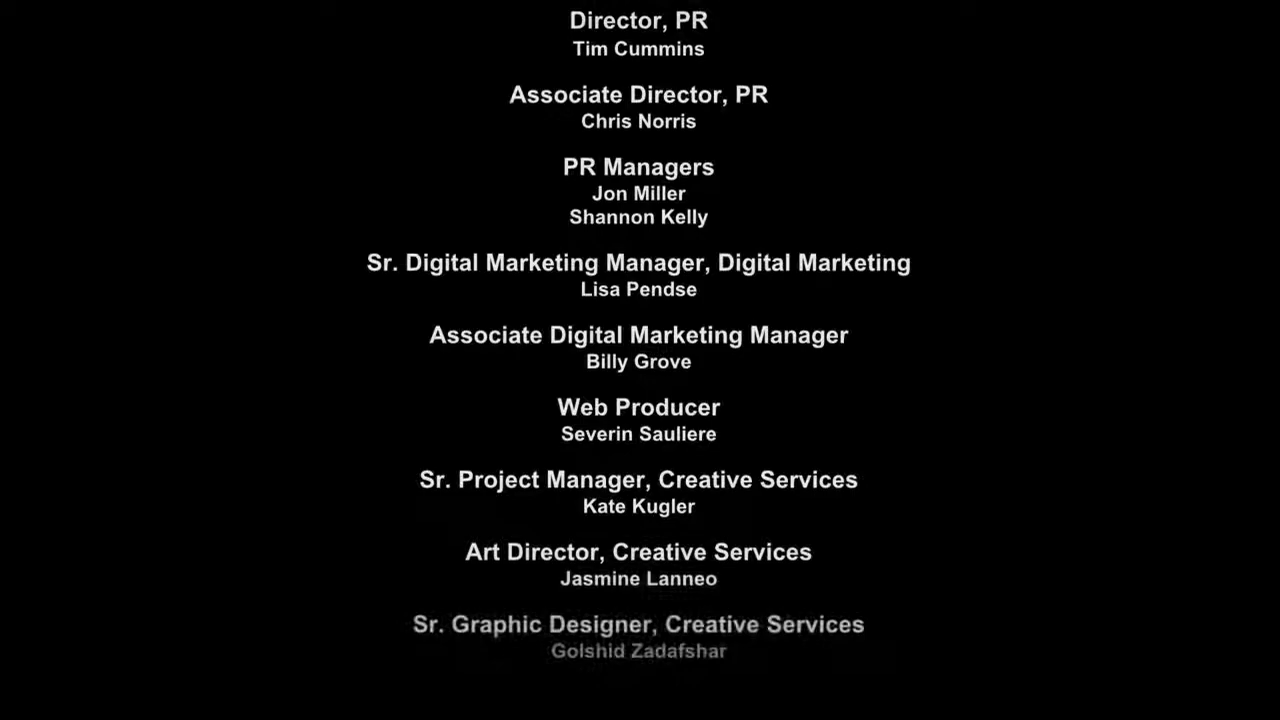 Director, PR
Tim Cummins
Associate Director, PR
Chris Norris
PR Managers
Jon Miller
Shannon Kelly
Sr. Digital Marketing Manager, Digital Marketing
Lisa Pendse
Associate Digital Marketing Manager
Billy Grove
Web Producer
Severin Sauliere
Sr. Project Manager, Creative Services
Kate Kugler
Art Director, Creative Services
Jasmine Lanneo
Sr. Graphic Designer, Creative Services
Golshid Zadafshar